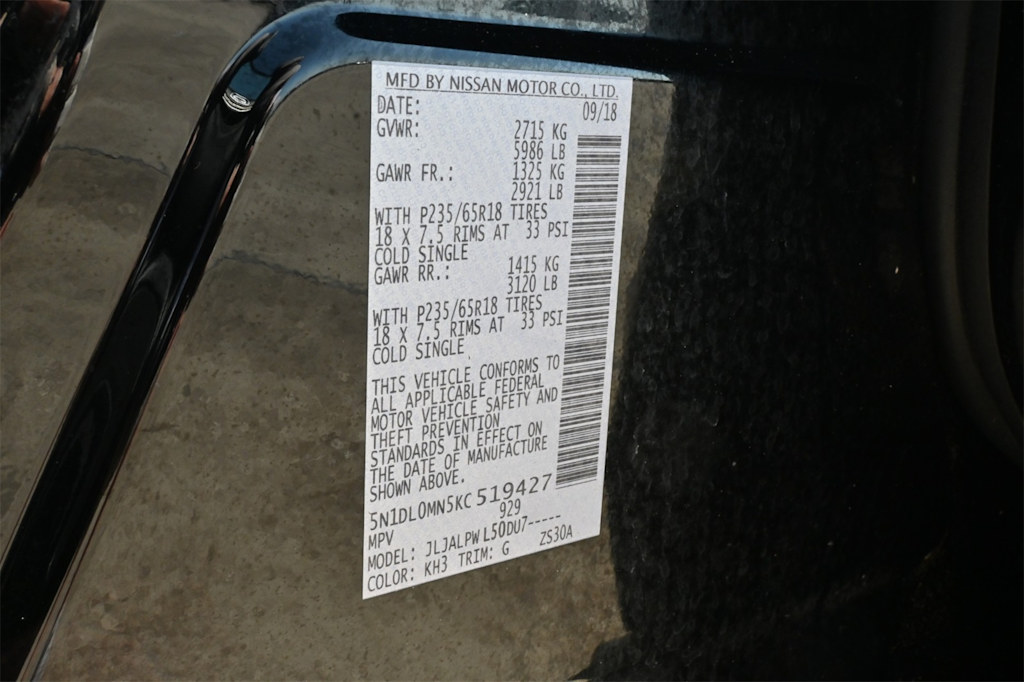 MFD BY NISSAN MOTOR CO., LTD.
DATE: 09/18
GVWR: 2715 KG
5986 LB
GAWR FR.: 1325 KG
2921 LB
WITH P235/65R18 TIRES
18 X 7.5 RIMS AT 33 PSI
COLD SINGLE
GAWR RR.: 1415 KG
3120 LB
WITH P235/65R18 TIRES
18 X 7.5 RIMS AT 33 PSI
COLD SINGLE
THIS VEHICLE CONFORMS TO
ALL APPLICABLE FEDERAL
MOTOR VEHICLE SAFETY AND
THEFT PREVENTION
STANDARDS IN EFFECT ON
THE DATE OF MANUFACTURE
SHOWN ABOVE.
5N1DL0MN5KC519427
MPV 929
MODEL: JLJALPWL50DU7-----
COLOR: KH3 TRIM: G ZS30A